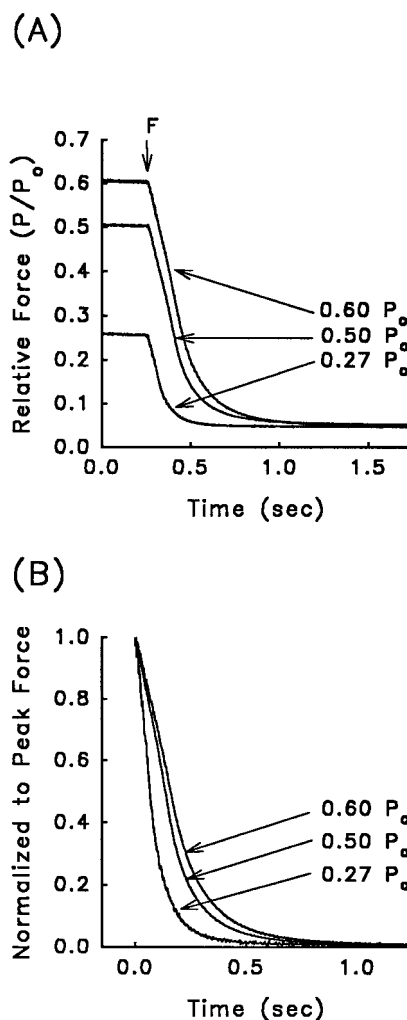 (A)
F
Relative Force (P/Po)
0.7
0.6
0.5
0.4
0.3
0.2
0.1
0.0
0.60 Po
0.50 Po
0.27 Po
0.0 0.5 1.0 1.5
Time (sec)
(B)
Normalized to Peak Force
1.0
0.8
0.6
0.4
0.2
0.0
0.60 Po
0.50 Po
0.27 Po
0.0 0.5 1.0
Time (sec)